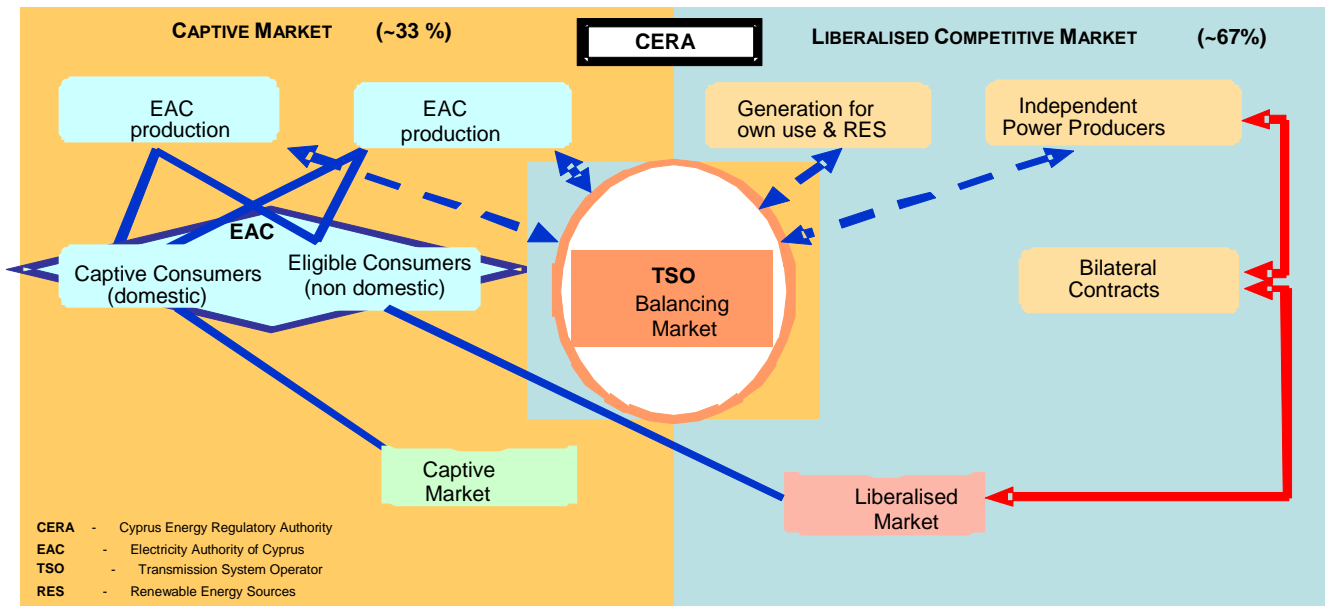 CAPTIVE MARKET (~33 %)
CERA
LIBERALISED COMPETITIVE MARKET (~67%)
EAC
production
EAC
production
Generation for
own use & RES
Independent
Power Producers
EAC
Captive Consumers
(domestic)
Eligible Consumers
(non domestic)
TSO
Balancing
Market
Bilateral
Contracts
Captive
Market
Liberalised
Market
CERA - Cyprus Energy Regulatory Authority
EAC - Electricity Authority of Cyprus
TSO - Transmission System Operator
RES - Renewable Energy Sources